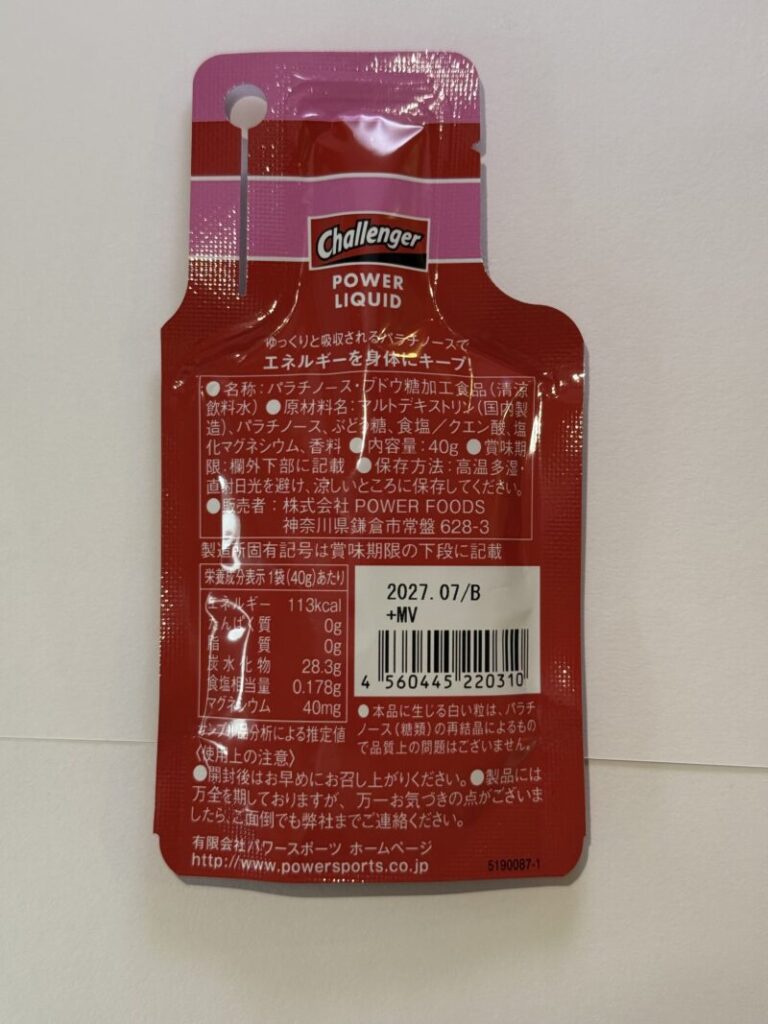 Challenger
POWER
LIQUID
ゆっくりと吸収されるパラチノースで
エネルギーを身体にキープ!
●名称:パラチノース・ブドウ糖加工食品(清涼
飲料水) ●原材料名:マルトデキストリン(国内製
造)、パラチノース、ぶどう糖、食塩/クエン酸、塩
化マグネシウム、香料 ●内容量:40g ●賞味期
限:欄外下部に記載 ●保存方法:高温多湿、
直射日光を避け、涼しいところに保存してください。
●販売者:株式会社 POWER FOODS
神奈川県鎌倉市常盤 628-3
製造所固有記号は賞味期限の下段に記載
栄養成分表示 1袋(40g)あたり
エネルギー 113kcal
たんぱく質 0g
脂質 0g
炭水化物 28.3g
食塩相当量 0.178g
マグネシウム 40mg
サンプル品分析による推定値
2027.07/B
+MV
4 560445 220310
●本品に生じる白い粒は、パラチ
ノース(糖類)の再結晶によるもの
で品質上の問題はございません。
〈使用上の注意〉
●開封後はお早めにお召し上がりください。●製品には
万全を期しておりますが、万一お気づきの点がございま
したら、ご面倒でも弊社までご連絡ください。
有限会社パワースポーツ ホームページ
http://www.powersports.co.jp
5190087-1